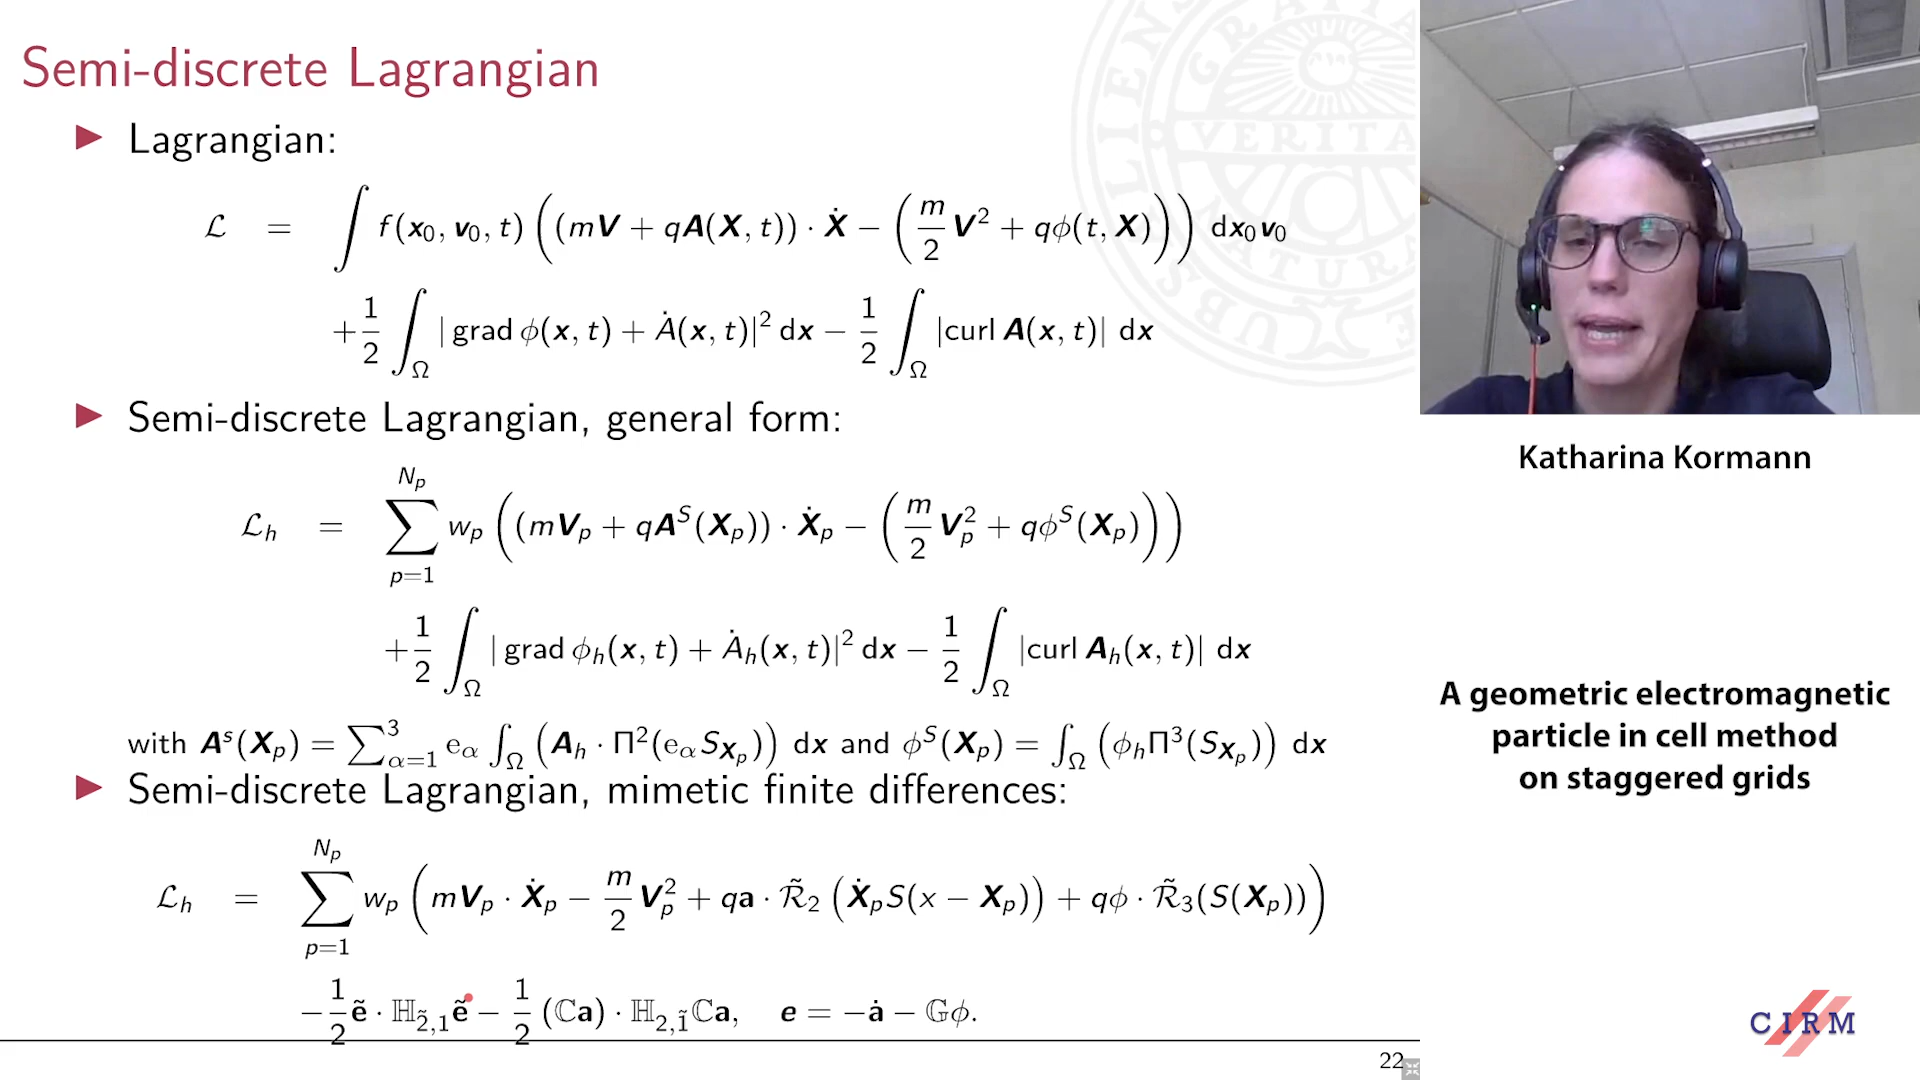 Semi-discrete Lagrangian
▶ Lagrangian:
ℒ = ∫ f(x₀, v₀, t) ((mV + qA(X, t)) · Ẋ − (m/2 V² + qϕ(t, X))) dx₀v₀
+1/2 ∫_Ω | grad ϕ(x, t) + Ȧ(x, t)|² dx − 1/2 ∫_Ω |curl A(x, t)| dx
▶ Semi-discrete Lagrangian, general form:
ℒ_h = ∑_{p=1}^{N_p} w_p ((mV_p + qA^S(X_p)) · Ẋ_p − (m/2 V_p² + qϕ^S(X_p)))
+1/2 ∫_Ω | grad ϕ_h(x, t) + Ȧ_h(x, t)|² dx − 1/2 ∫_Ω |curl A_h(x, t)| dx
with A^s(X_p) = ∑_{α=1}^3 e_α ∫_Ω (A_h · Π²(e_α S_{X_p})) dx and ϕ^S(X_p) = ∫_Ω (ϕ_h Π³(S_{X_p})) dx
▶ Semi-discrete Lagrangian, mimetic finite differences:
ℒ_h = ∑_{p=1}^{N_p} w_p (mV_p · Ẋ_p − m/2 V_p² + qa · R̃₂ (Ẋ_p S(x − X_p)) + qϕ · R̃₃(S(X_p)))
−1/2 ẽ · ℍ_{2̃,1} ẽ − 1/2 (ℂa) · ℍ_{2,1̃} ℂa, e = −ȧ − 𝔾ϕ.
22
Katharina Kormann
A geometric electromagnetic
particle in cell method
on staggered grids
CIRM